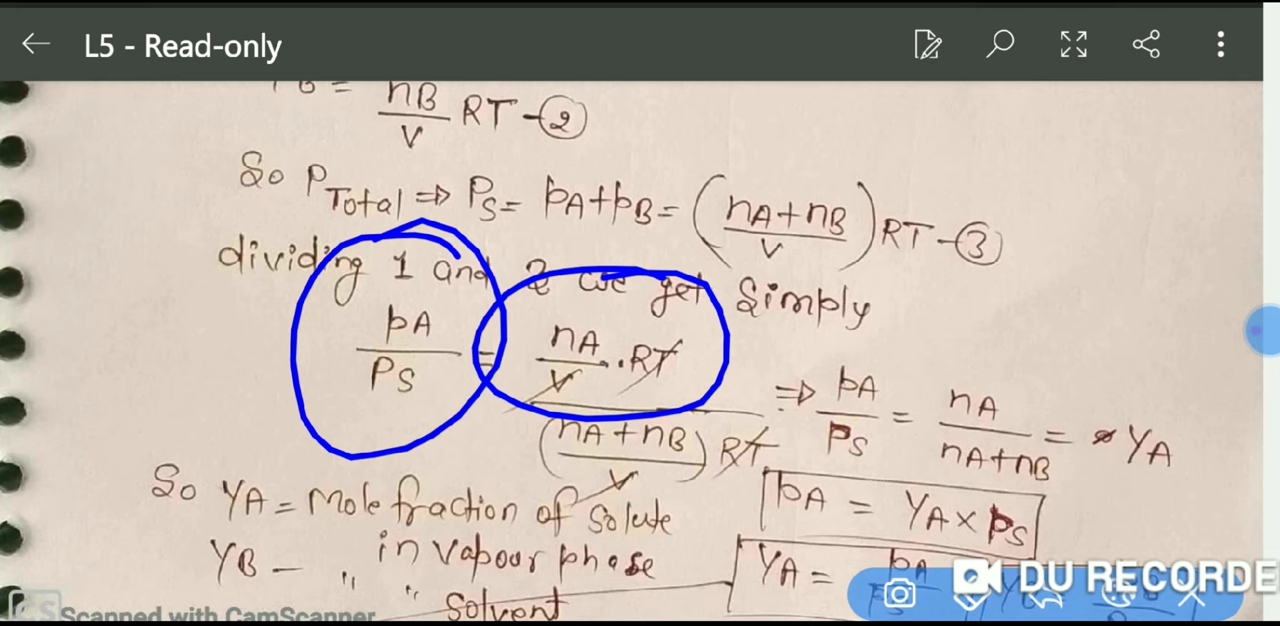 L5 - Read-only
nB/V RT - ②
So PTotal ⇒ Ps = pA + pB = (nA + nB / V) RT - ③
dividing 1 and 2 we get simply
pA/Ps = nA/V . RT / (nA + nB)/V RT ⇒ pA/Ps = nA/nA + nB = YA
So YA = Mole fraction of solute
pA = YA × Ps
YB - " in vapour phase
YA =
" solvent
DU RECORDE
Scanned with CamScanner